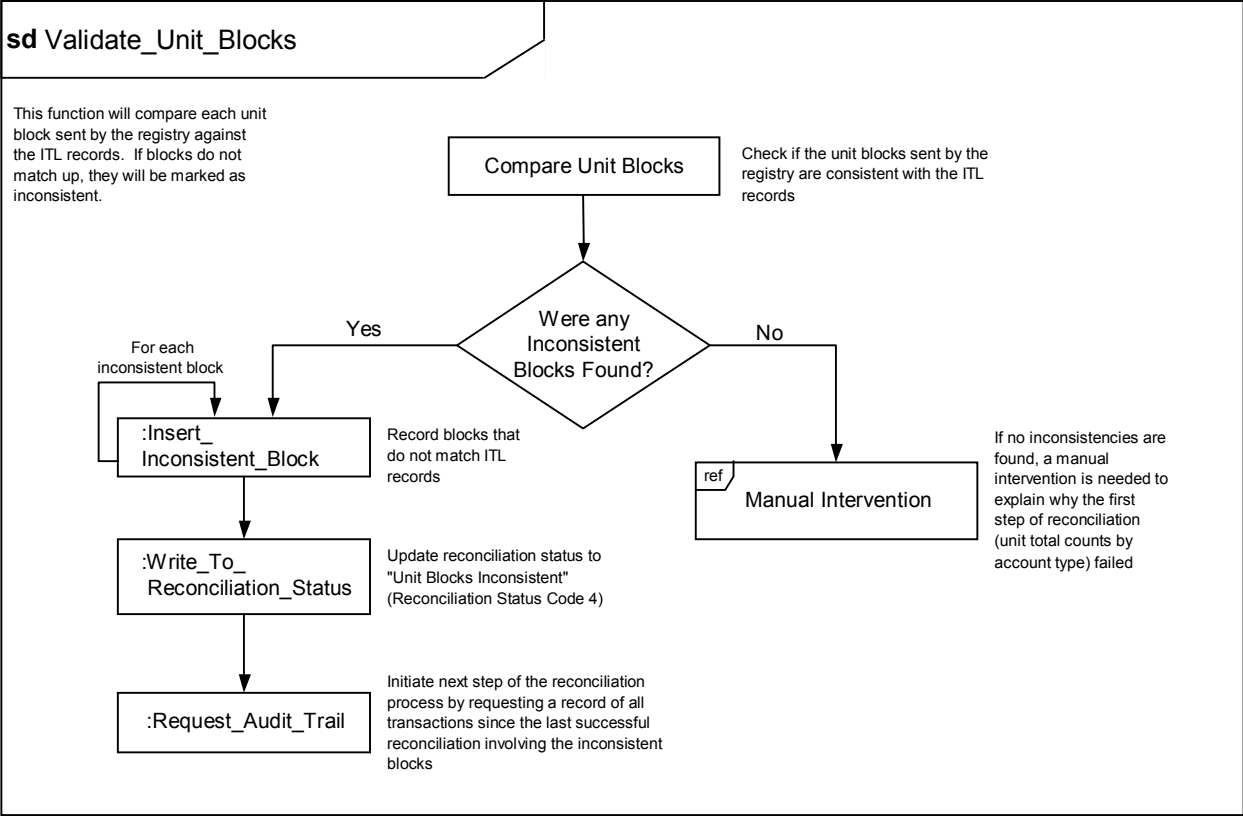 sd Validate_Unit_Blocks
This function will compare each unit
block sent by the registry against
the ITL records.  If blocks do not
match up, they will be marked as
inconsistent.
Compare Unit Blocks
Check if the unit blocks sent by the
registry are consistent with the ITL
records
Were any
Inconsistent
Blocks Found?
Yes
No
For each
inconsistent block
:Insert_
Inconsistent_Block
Record blocks that
do not match ITL
records
ref
Manual Intervention
If no inconsistencies are
found, a manual
intervention is needed to
explain why the first
step of reconciliation
(unit total counts by
account type) failed
:Write_To_
Reconciliation_Status
Update reconciliation status to
"Unit Blocks Inconsistent"
(Reconciliation Status Code 4)
:Request_Audit_Trail
Initiate next step of the reconciliation
process by requesting a record of all
transactions since the last successful
reconciliation involving the inconsistent
blocks